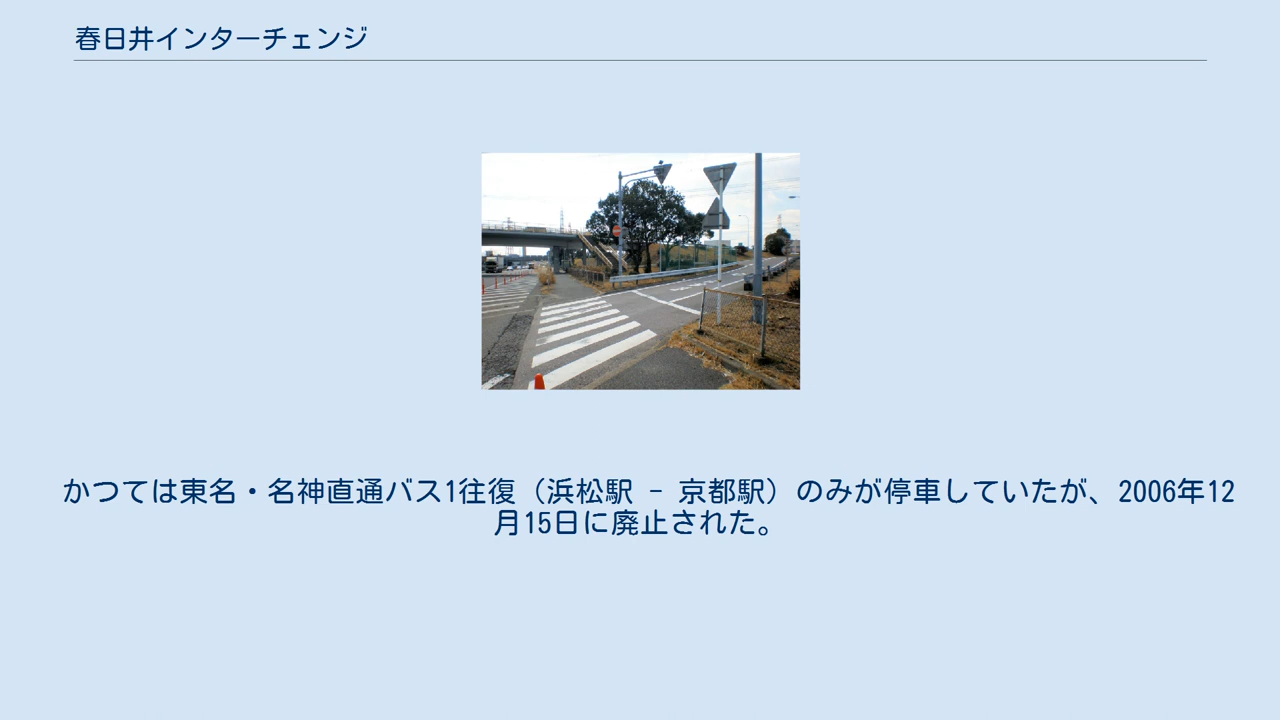 春日井インターチェンジ
かつては東名・名神直通バス1往復（浜松駅 - 京都駅）のみが停車していたが、2006年12
月15日に廃止された。